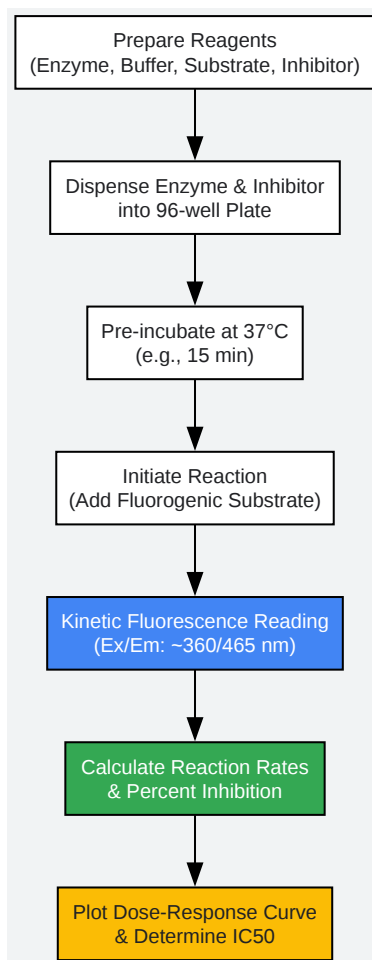 Prepare Reagents
(Enzyme, Buffer, Substrate, Inhibitor)
Dispense Enzyme & Inhibitor
into 96-well Plate
Pre-incubate at 37°C
(e.g., 15 min)
Initiate Reaction
(Add Fluorogenic Substrate)
Kinetic Fluorescence Reading
(Ex/Em: ~360/465 nm)
Calculate Reaction Rates
& Percent Inhibition
Plot Dose-Response Curve
& Determine IC50